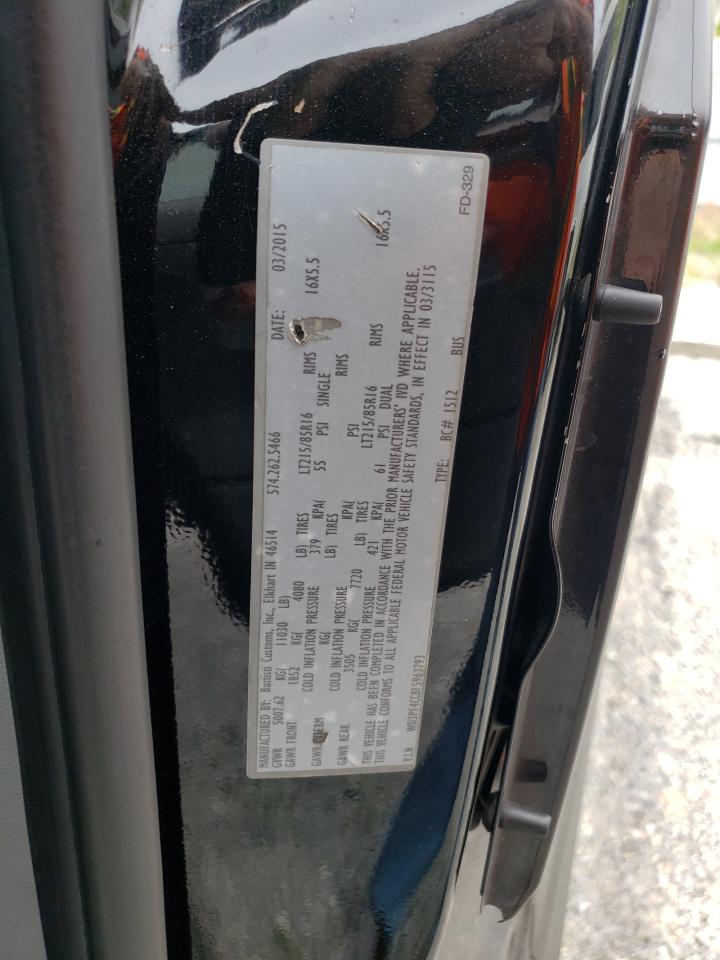 MANUFACTURED BY: Battisti Customs, Inc., Elkhart IN 46514 574.262.5466 DATE: 03/2015
GVWR 5007.62 KG( 11030 LB)
GAWR FRONT 1852 KG( 4080 LB) TIRES LT215/85R16 RIMS 16X5.5
COLD INFLATION PRESSURE 379 KPA( 55 PSI SINGLE
GAWR INTERM KG( LB) TIRES RIMS
COLD INFLATION PRESSURE KPA( PSI
GAWR REAR 3505 KG( 7720 LB) TIRES LT215/85R16 RIMS 16X5.5
COLD INFLATION PRESSURE 421 KPA( 61 PSI DUAL
THIS VEHICLE HAS BEEN COMPLETED IN ACCORDANCE WITH THE PRIOR MANUFACTURERS' IVD WHERE APPLICABLE.
THIS VEHICLE CONFORMS TO ALL APPLICABLE FEDERAL MOTOR VEHICLE SAFETY STANDARDS, IN EFFECT IN 03/3115
V.I.N WD3PF4CC8F5963793 TYPE: BC# 1512 BUS
FD-329